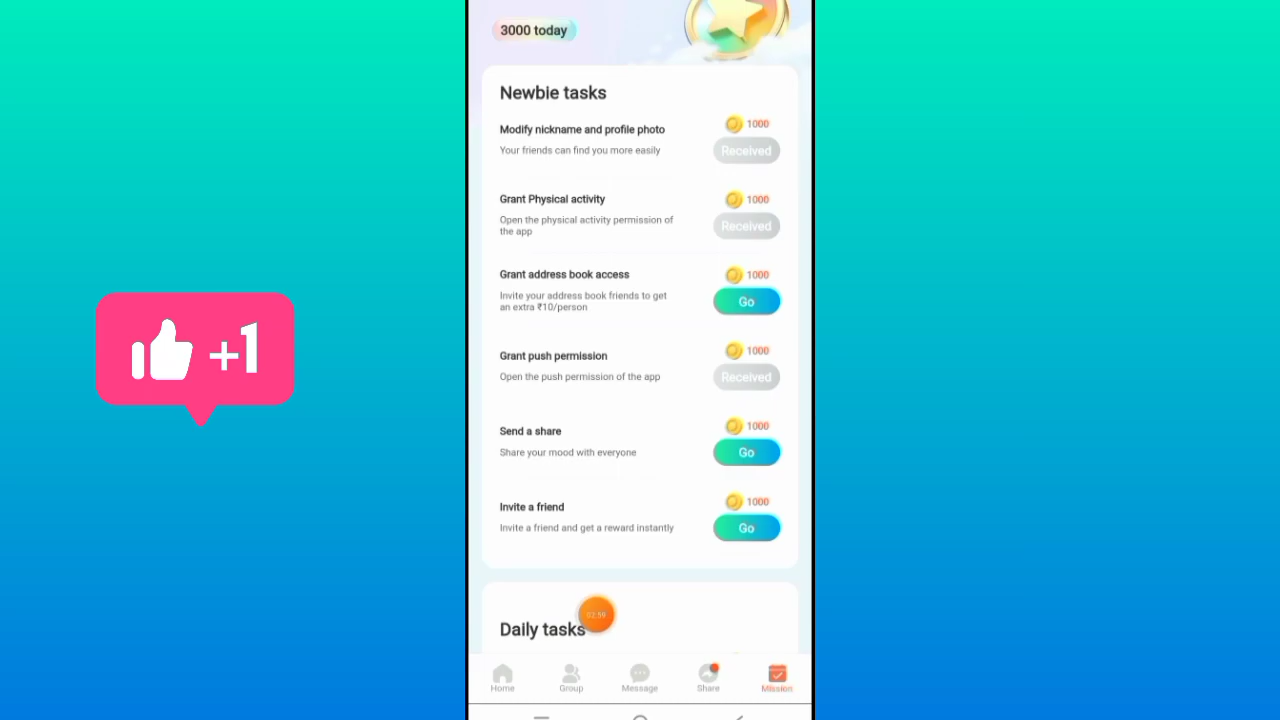 3000 today
Newbie tasks
Modify nickname and profile photo
1000
Your friends can find you more easily
Received
Grant Physical activity
1000
Open the physical activity permission of
the app
Received
Grant address book access
1000
Invite your address book friends to get
an extra ₹10/person
Go
Grant push permission
1000
Open the push permission of the app
Received
+1
Send a share
1000
Share your mood with everyone
Go
Invite a friend
1000
Invite a friend and get a reward instantly
Go
02:59
Daily tasks
Home
Group
Message
Share
Mission